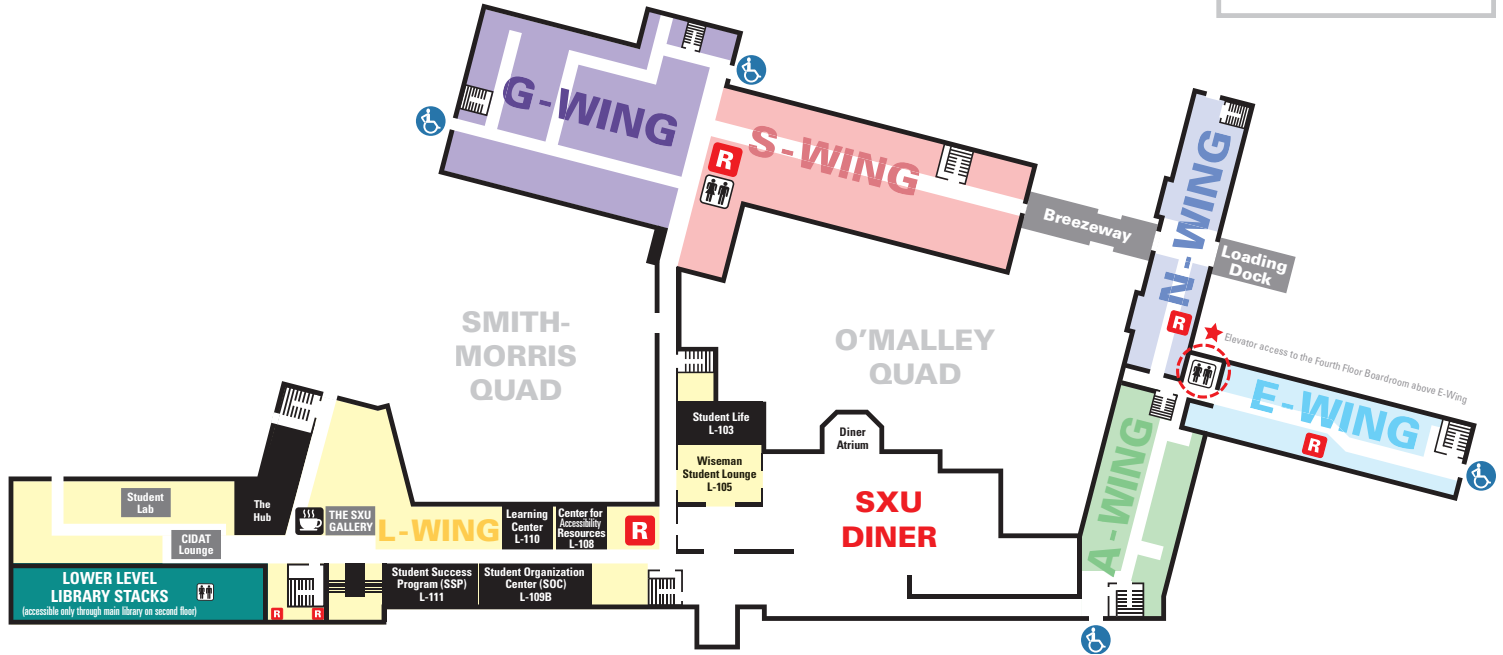 G-WING
S-WING
R
N-WING
Breezeway
Loading
Dock
R
Elevator access to the Fourth Floor Boardroom above E-Wing
E-WING
R
SMITH-
MORRIS
QUAD
O'MALLEY
QUAD
Student Life
L-103
Diner
Atrium
Wiseman
Student Lounge
L-105
A-WING
SXU
DINER
Student
Lab
The
Hub
THE SXU
GALLERY
L-WING
Learning
Center
L-110
Center for
Accessibility
Resources
L-108
R
CIDAT
Lounge
LOWER LEVEL
LIBRARY STACKS
(accessible only through main library on second floor)
R
R
Student Success
Program (SSP)
L-111
Student Organization
Center (SOC)
L-109B